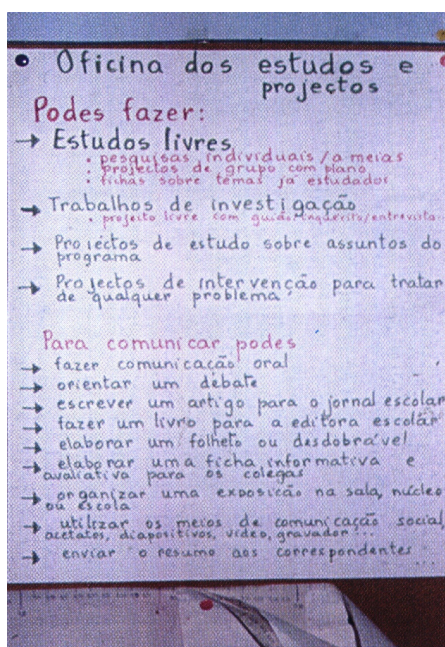 • Oficina dos estudos e
projectos
Podes fazer:
→ Estudos livres
• pesquisas individuais/a meias
• projectos de grupo com plano
• fichas sobre temas já estudados
→ Trabalhos de investigação
• projecto livre com guião, inquérito/entrevista
→ Projectos de estudo sobre assuntos do
programa
→ Projectos de intervenção para tratar
de qualquer problema
Para comunicar podes
→ fazer comunicação oral
→ orientar um debate
→ escrever um artigo para o jornal escolar
→ fazer um livro para a editora escolar
→ elaborar um folheto ou desdobrável
→ elaborar uma ficha informativa e
avaliativa para os colegas
→ organizar uma exposição na sala, núcleo
ou escola
→ utilizar os meios de comunicação social,
acetatos, diapositivos, vídeo, gravador...
→ enviar o resumo aos correspondentes...